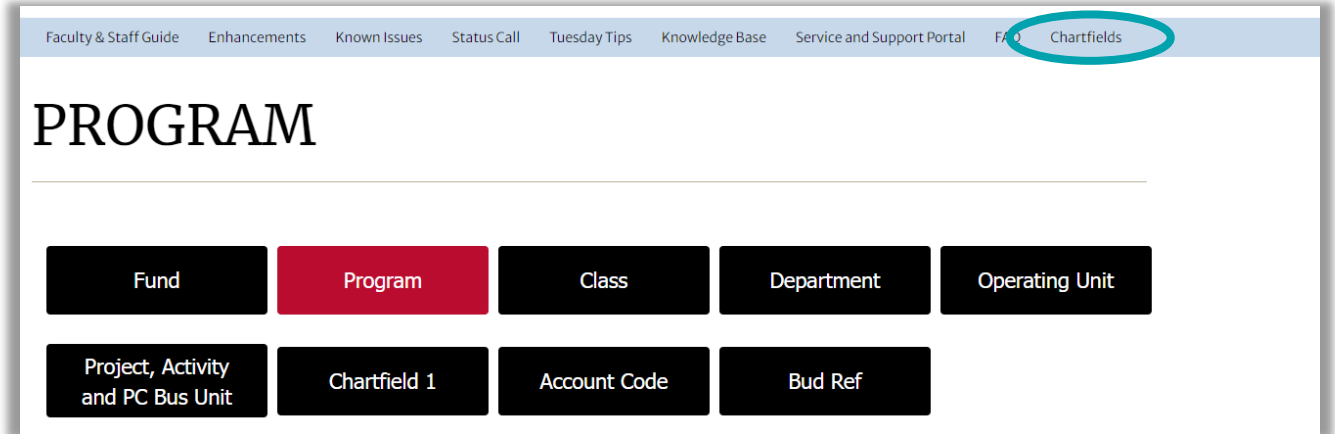 Faculty & Staff Guide Enhancements Known Issues Status Call Tuesday Tips Knowledge Base Service and Support Portal FAQ Chartfields
PROGRAM
Fund Program Class Department Operating Unit
Project, Activity
and PC Bus Unit
Chartfield 1 Account Code Bud Ref